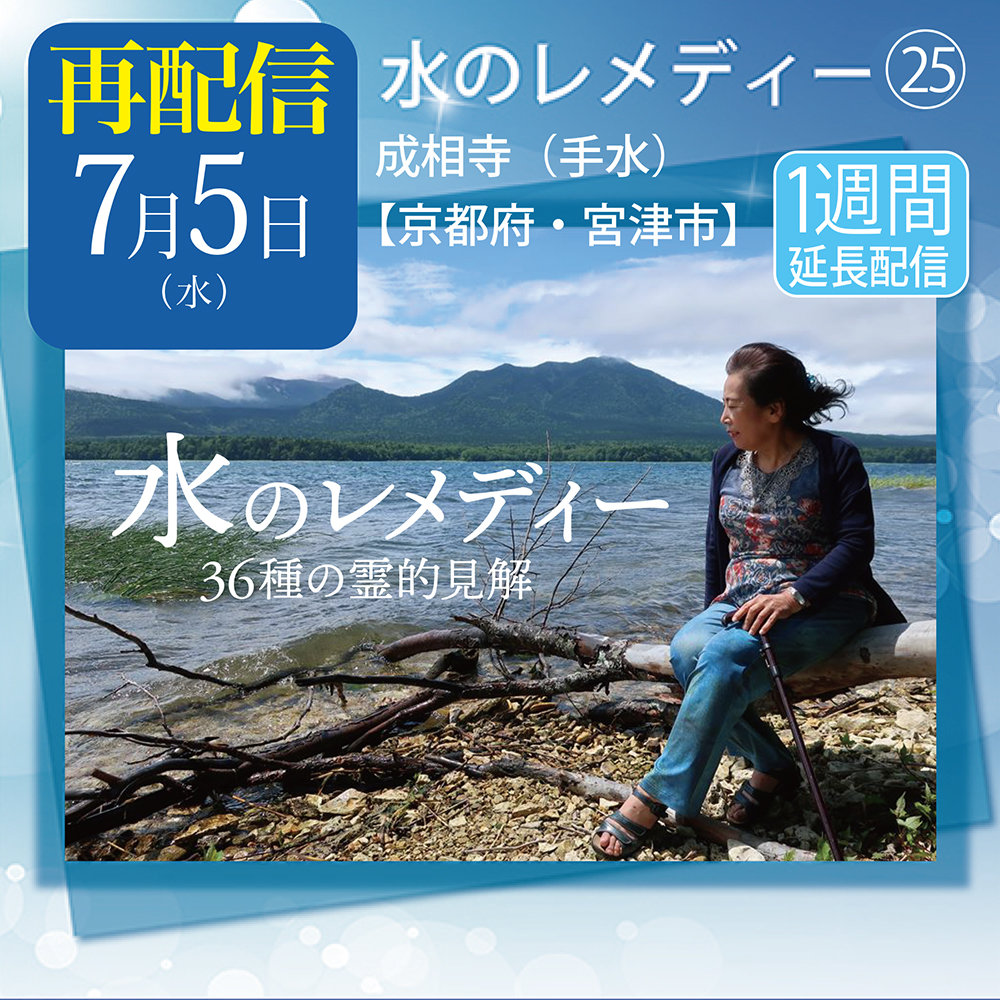 再配信
7月5日
（水）
水のレメディー㉕
成相寺（手水）
【京都府・宮津市】
1週間
延長配信
水のレメディー
36種の霊的見解